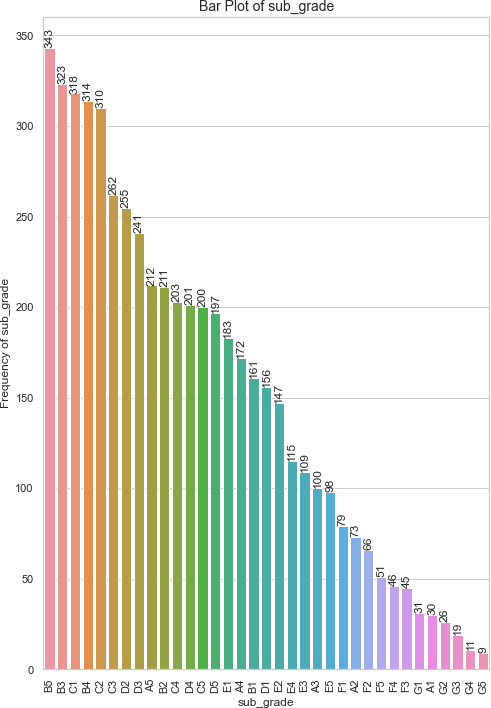 Bar Plot of sub_grade
Frequency of sub_grade
350
300
250
200
150
100
50
0
343 323 318 314 310 262 255 241 212 211 203 201 200 197 183 172 161 156 147 115 109 100 98 79 73 66 51 46 45 31 30 26 19 11 9
B5 B3 C1 B4 C2 C3 D2 D3 A5 B2 C4 D4 C5 D5 E1 A4 B1 D1 E2 E4 E3 A3 E5 F1 A2 F2 F5 F4 F3 G1 A1 G2 G3 G4 G5
sub_grade